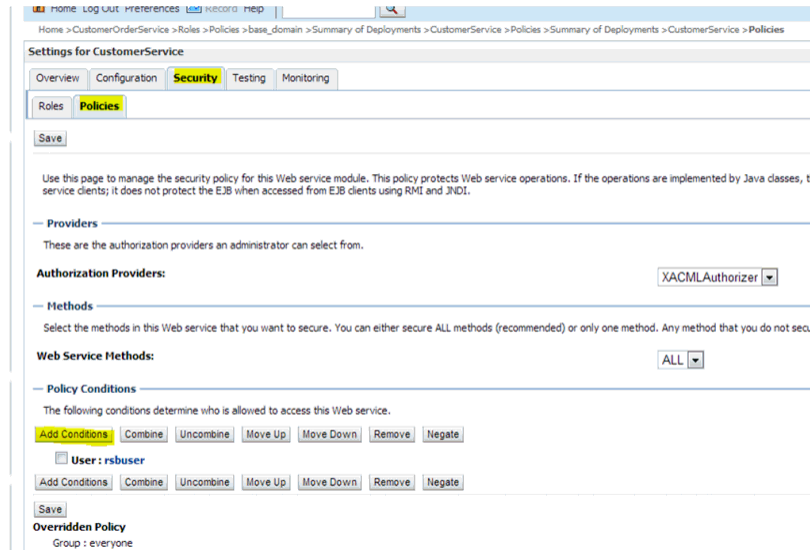 Home Log Out Preferences Record Help
Home >CustomerOrderService >Roles >Policies >base_domain >Summary of Deployments >CustomerService >Policies >Summary of Deployments >CustomerService >Policies
Settings for CustomerService
Overview Configuration Security Testing Monitoring
Roles Policies
Save
Use this page to manage the security policy for this Web service module. This policy protects Web service operations. If the operations are implemented by Java classes, t
service clients; it does not protect the EJB when accessed from EJB clients using RMI and JNDI.
Providers
These are the authorization providers an administrator can select from.
Authorization Providers: XACMLAuthorizer
Methods
Select the methods in this Web service that you want to secure. You can either secure ALL methods (recommended) or only one method. Any method that you do not secu
Web Service Methods: ALL
Policy Conditions
The following conditions determine who is allowed to access this Web service.
Add Conditions Combine Uncombine Move Up Move Down Remove Negate
User : rsbuser
Add Conditions Combine Uncombine Move Up Move Down Remove Negate
Save
Overridden Policy
Group : everyone